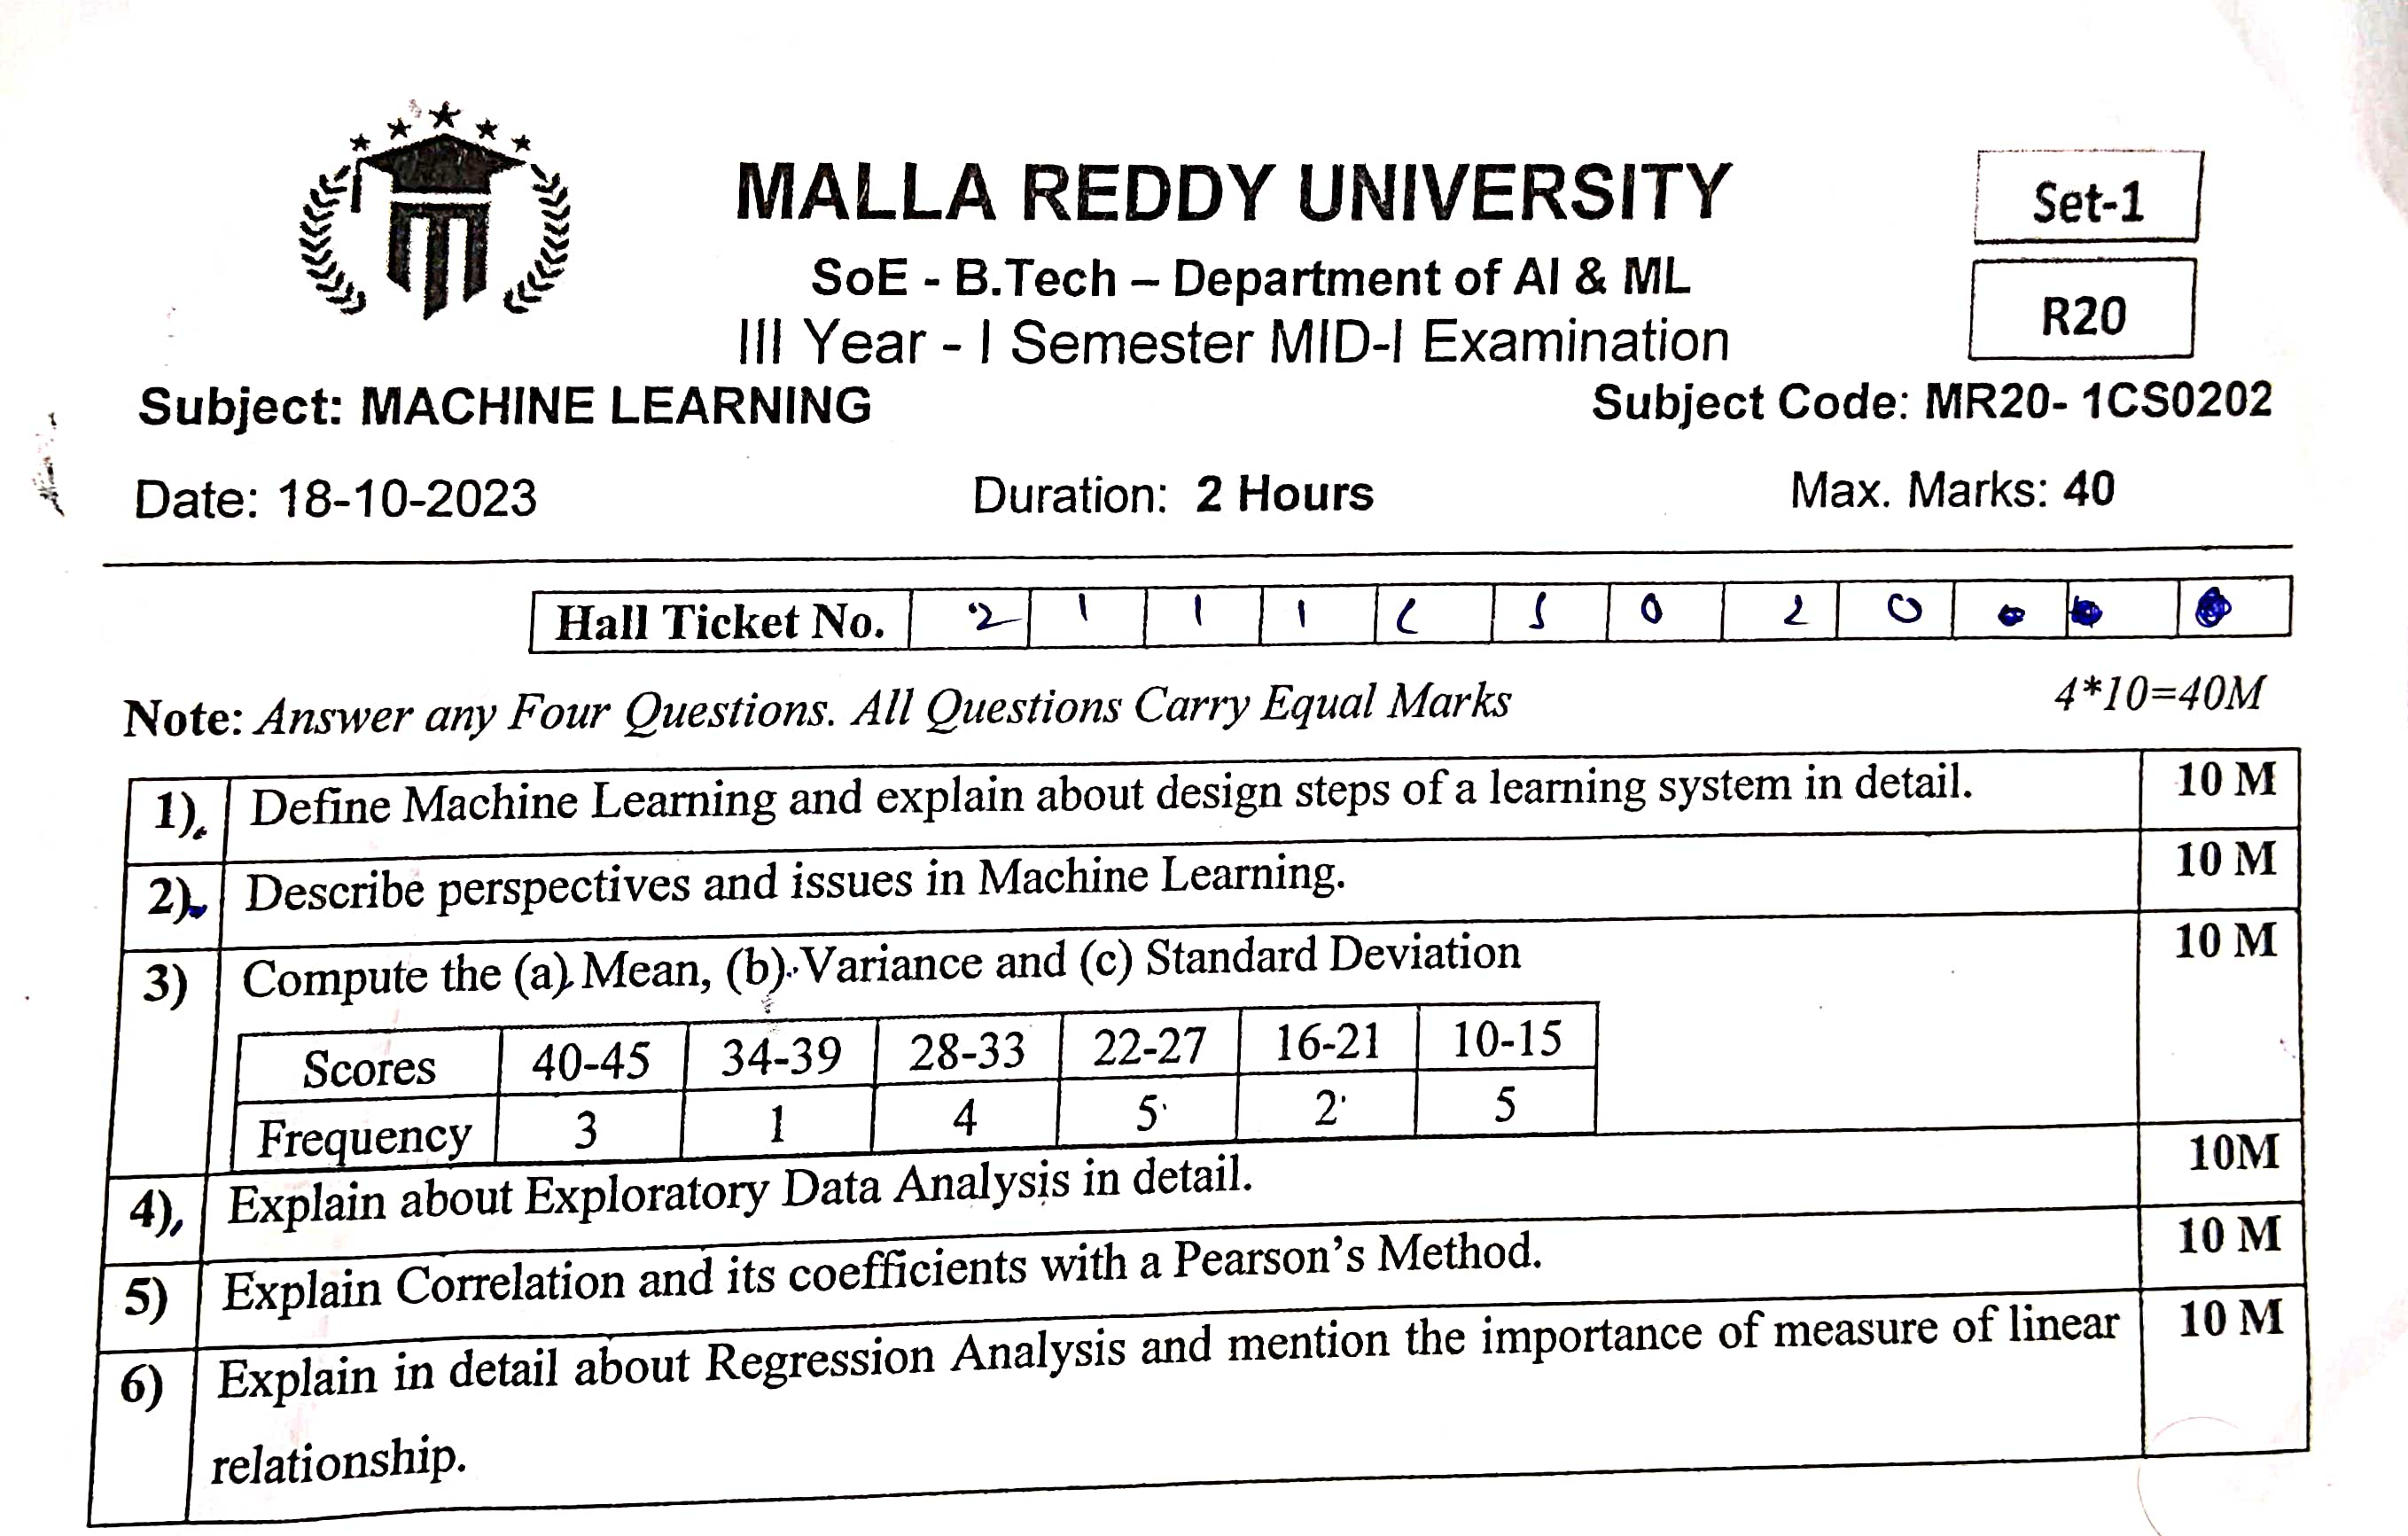 MALLA REDDY UNIVERSITY
Set-1
SoE - B.Tech – Department of AI & ML
R20
III Year - I Semester MID-I Examination
Subject: MACHINE LEARNING Subject Code: MR20- 1CS0202
Date: 18-10-2023 Duration: 2 Hours Max. Marks: 40
Hall Ticket No. 2 1 1 1 0 2 0
Note: Answer any Four Questions. All Questions Carry Equal Marks 4*10=40M
1). Define Machine Learning and explain about design steps of a learning system in detail. 10 M
2). Describe perspectives and issues in Machine Learning. 10 M
3) Compute the (a) Mean, (b) Variance and (c) Standard Deviation 10 M
Scores 40-45 34-39 28-33 22-27 16-21 10-15
Frequency 3 1 4 5 2 5
4), Explain about Exploratory Data Analysis in detail. 10M
5) Explain Correlation and its coefficients with a Pearson's Method. 10 M
6) Explain in detail about Regression Analysis and mention the importance of measure of linear 10 M
relationship.